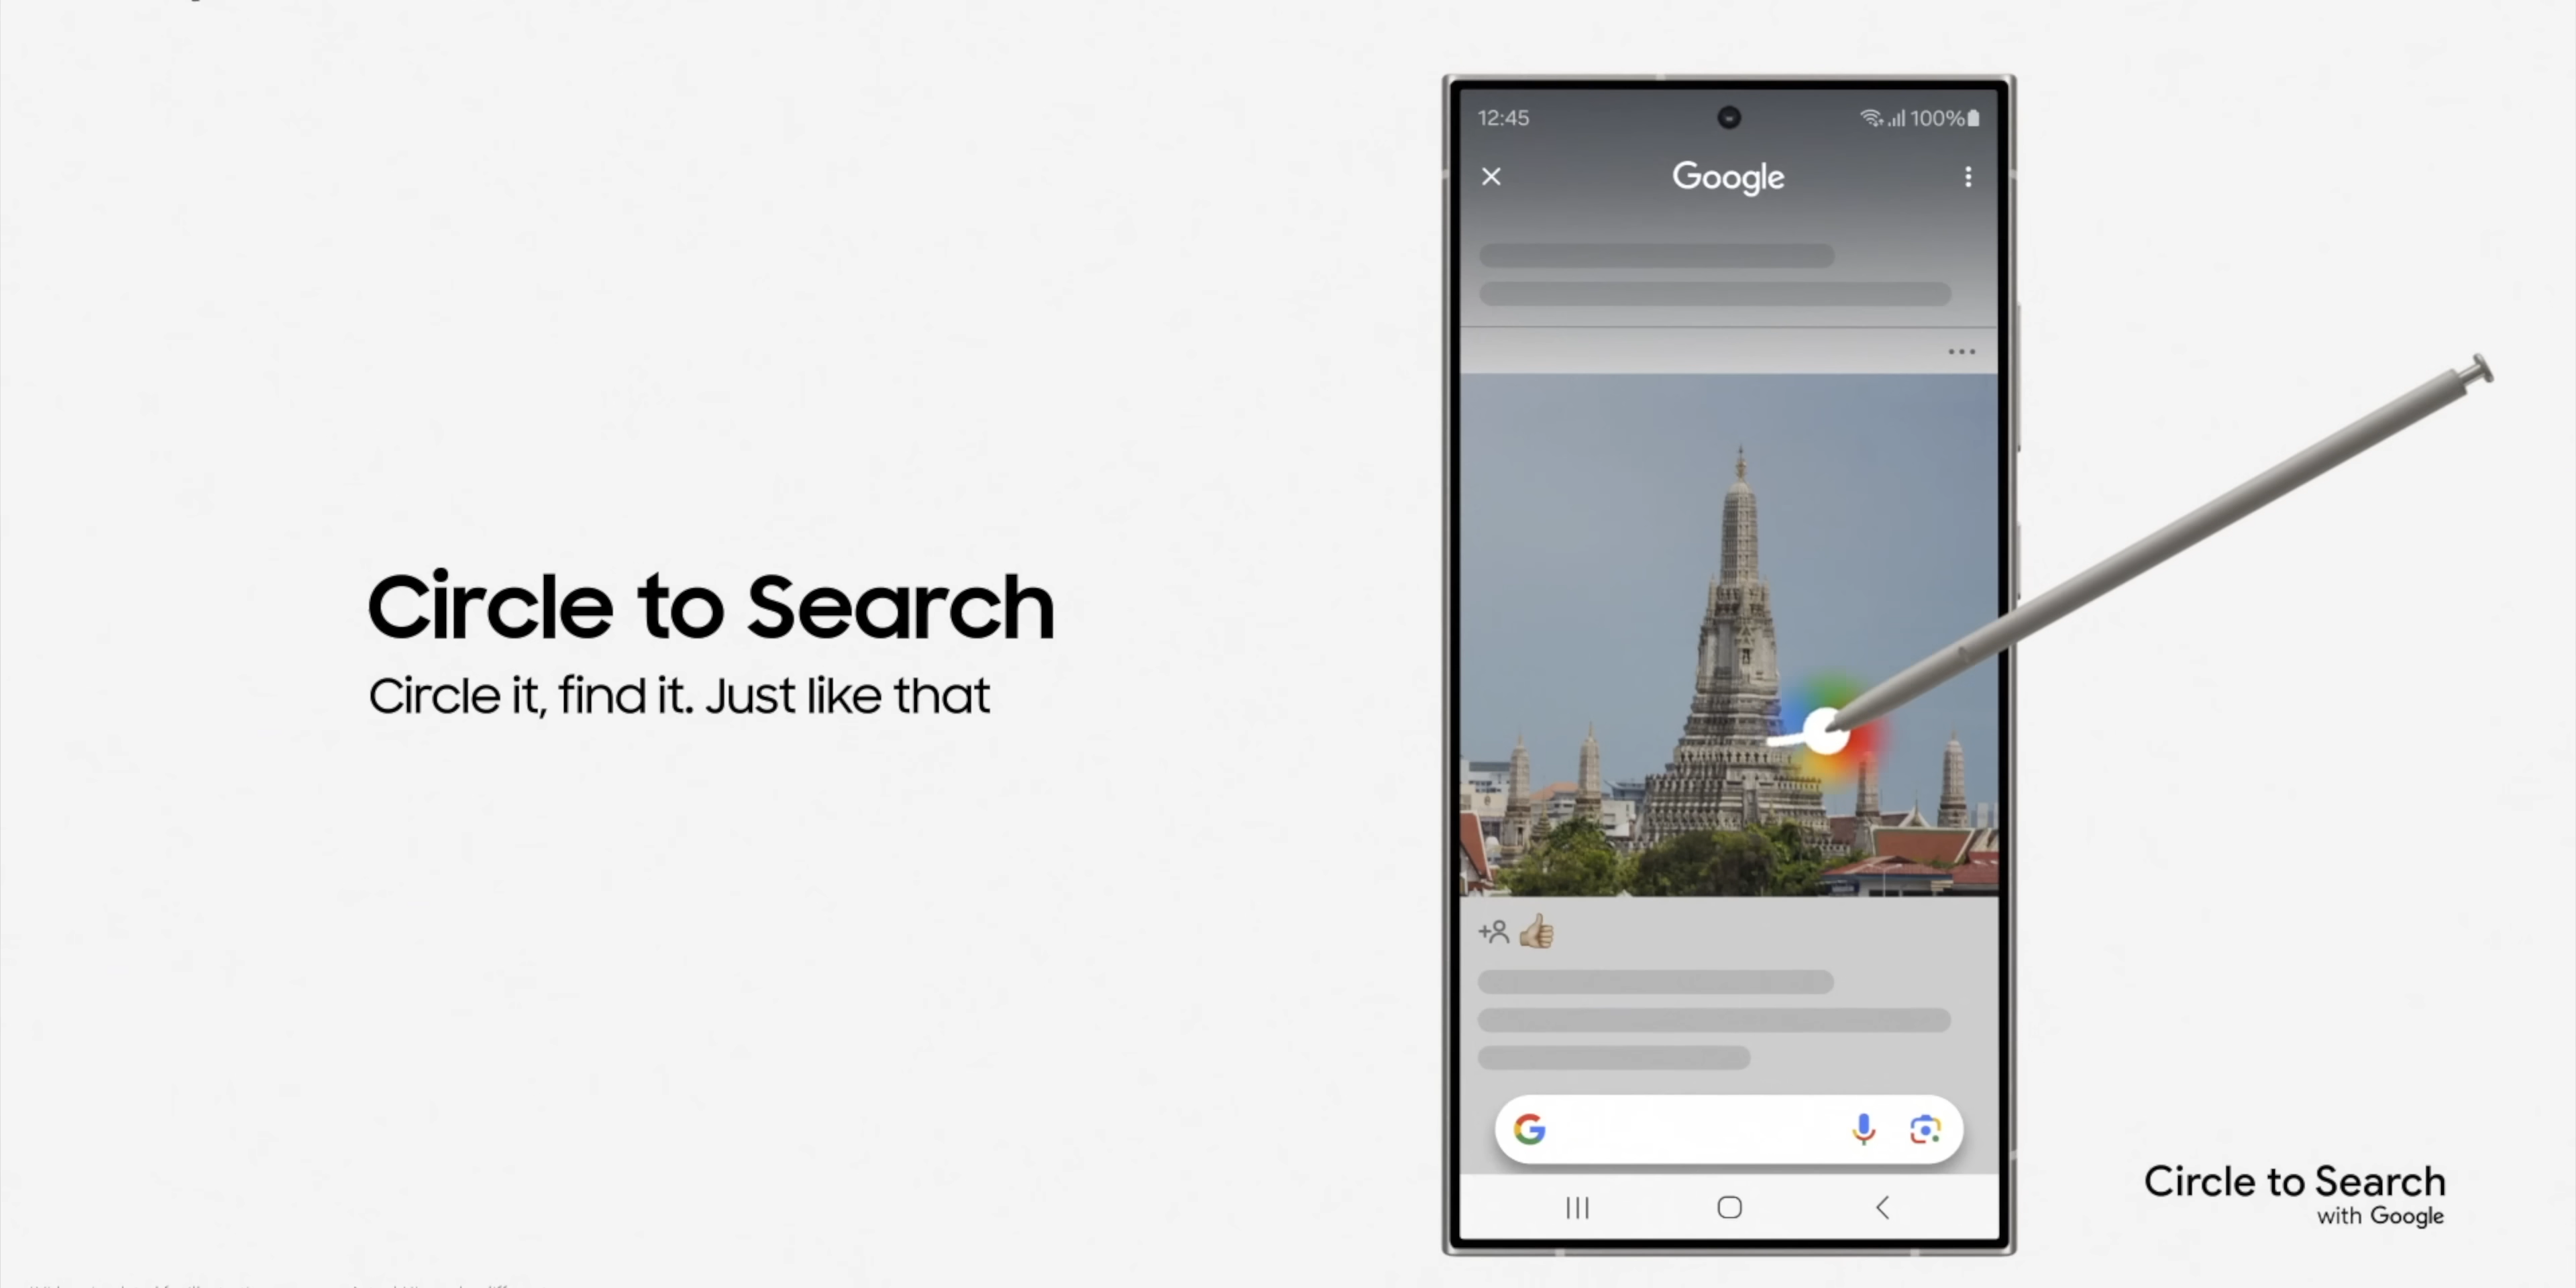 Circle to Search
Circle it, find it. Just like that
12:45
100%
Google
Circle to Search
with Google